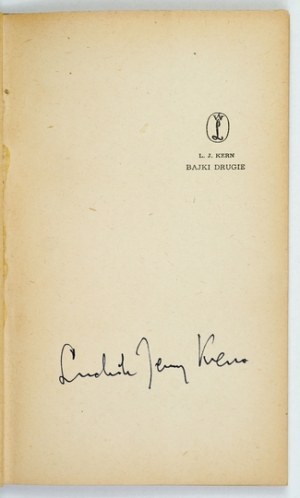 L. J. KERN
BAJKI DRUGIE
Ludwik Jerzy Kern